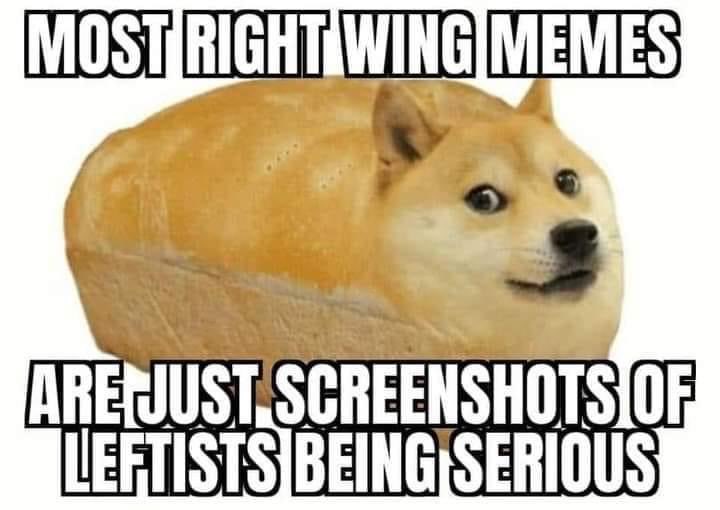 MOST RIGHT WING MEMES
ARE JUST SCREENSHOTS OF
LEFTISTS BEING SERIOUS